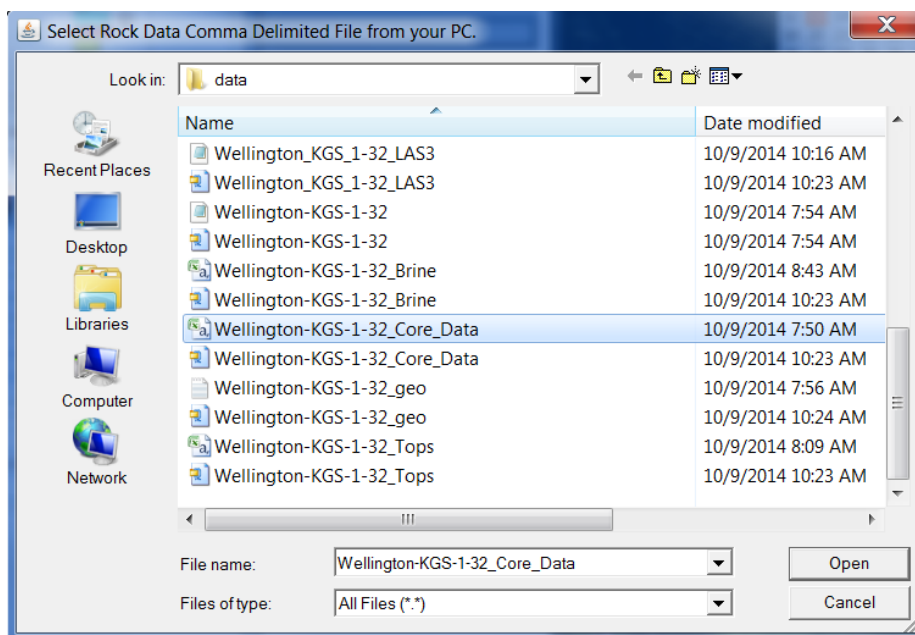 Select Rock Data Comma Delimited File from your PC.
Look in: data
Recent Places
Desktop
Libraries
Computer
Network
Name Date modified
Wellington_KGS_1-32_LAS3 10/9/2014 10:16 AM
Wellington_KGS_1-32_LAS3 10/9/2014 10:23 AM
Wellington-KGS-1-32 10/9/2014 7:54 AM
Wellington-KGS-1-32 10/9/2014 7:54 AM
Wellington-KGS-1-32_Brine 10/9/2014 8:43 AM
Wellington-KGS-1-32_Brine 10/9/2014 10:23 AM
Wellington-KGS-1-32_Core_Data 10/9/2014 7:50 AM
Wellington-KGS-1-32_Core_Data 10/9/2014 10:23 AM
Wellington-KGS-1-32_geo 10/9/2014 7:56 AM
Wellington-KGS-1-32_geo 10/9/2014 10:24 AM
Wellington-KGS-1-32_Tops 10/9/2014 8:09 AM
Wellington-KGS-1-32_Tops 10/9/2014 10:23 AM
File name: Wellington-KGS-1-32_Core_Data Open
Files of type: All Files (*.*) Cancel